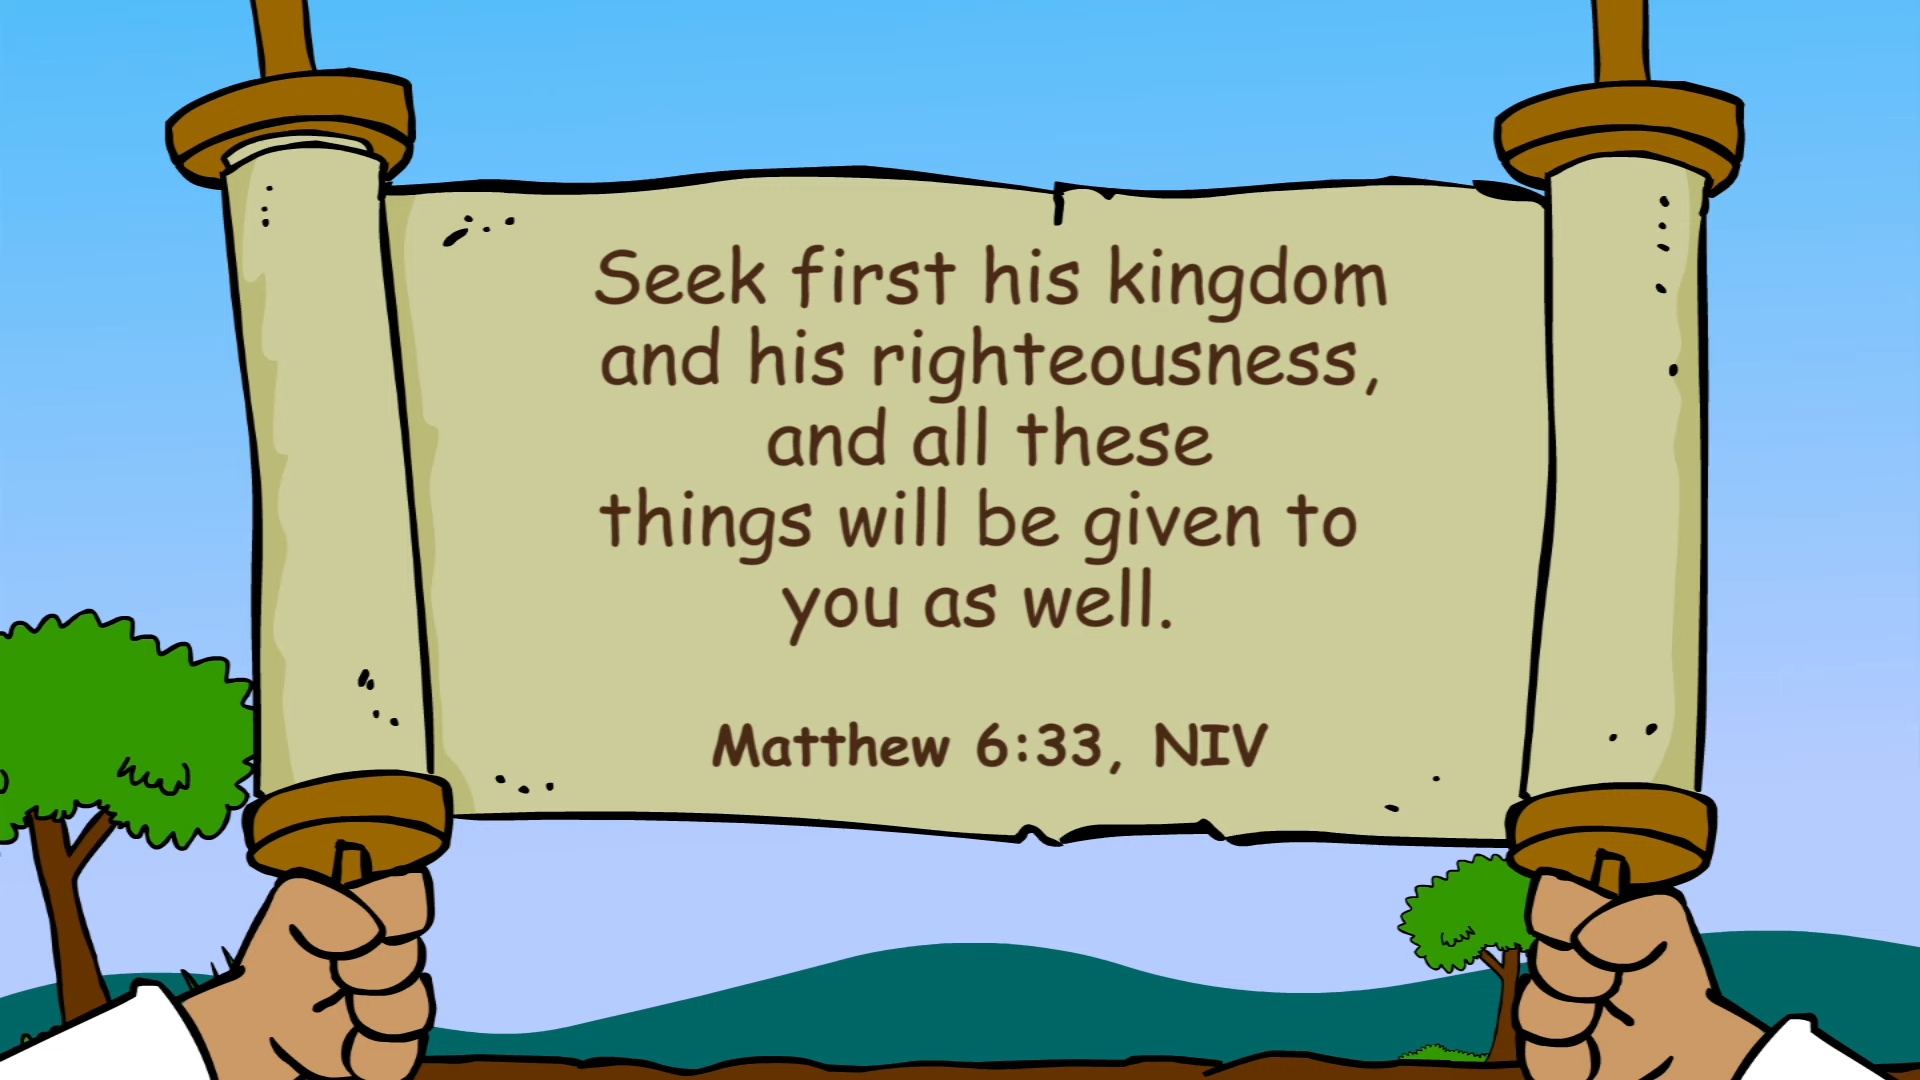 Seek first his kingdom
and his righteousness,
and all these
things will be given to
you as well.
Matthew 6:33, NIV